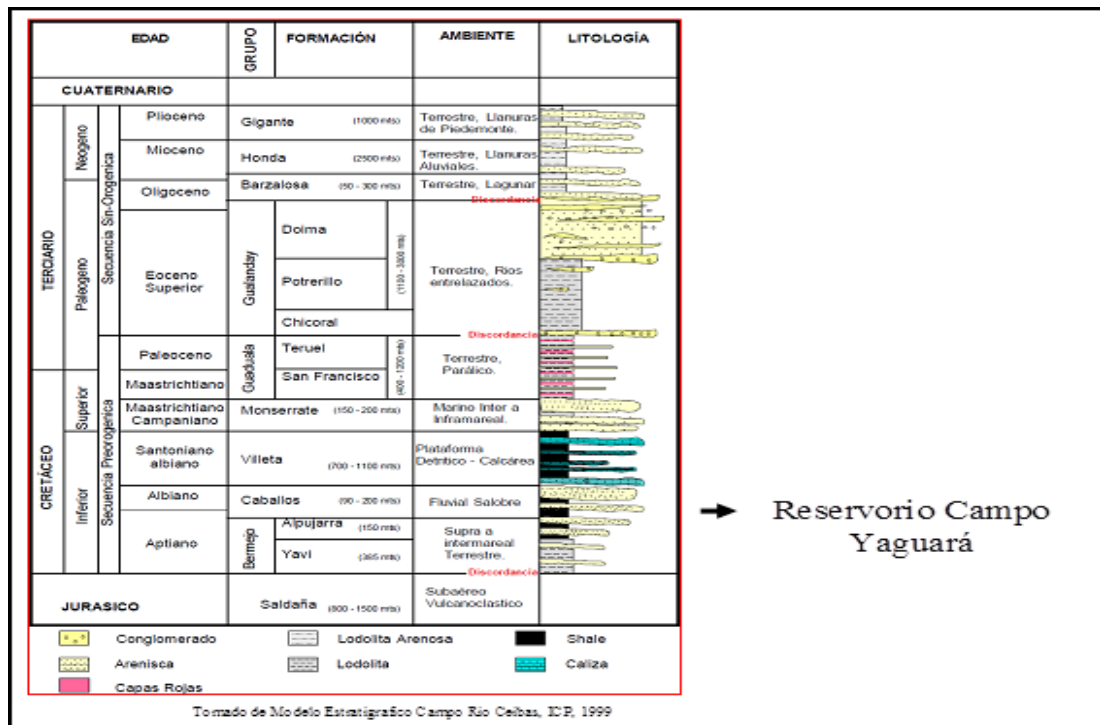 EDAD GRUPO FORMACIÓN AMBIENTE LITOLOGÍA
CUATERNARIO
TERCIARIO
Neogeno
Paleogeno
Secuencia Sin-Orogenica
Plioceno
Gigante (1000 mts)
Terrestre, Llanuras
de Piedemonte.
Mioceno
Honda (2500 mts)
Terrestre, Llanuras
Aluviales.
Oligoceno
Barzalosa (50 - 300 mts)
Terrestre, Lagunar
Discordancia
Eoceno
Superior
Gualanday
Doima
Potrerillo
Chicoral
(1100 - 3000 mts)
Terrestre, Rios
entrelazados.
Discordancia
CRETÁCEO
Superior
Inferior
Secuencia Preorogenica
Paleoceno
Maastrichtiano
Guaduala
Teruel
San Francisco
(400 - 1200 mts)
Terrestre,
Parálico.
Maastrichtiano
Campaniano
Monserrate (150 - 200 mts)
Marino Inter a
Inframareal.
Santoniano
albiano
Villeta (700 - 1100 mts)
Plataforma
Detritico - Calcárea
Albiano
Caballos (90 - 200 mts)
Fluvial Salobre
Aptiano
Bermejo
Alpujarra (150 mts)
Yavi (385 mts)
Supra a
intermareal
Terrestre.
Discordancia
JURASICO
Saldaña (800 - 1500 mts)
Subaéreo
Vulcanoclastico
Conglomerado Lodolita Arenosa Shale
Arenisca Lodolita Caliza
Capas Rojas
Tomado de Modelo Estratigrafico Campo Rio Ceibas, ICP, 1999
Reservorio Campo
Yaguará